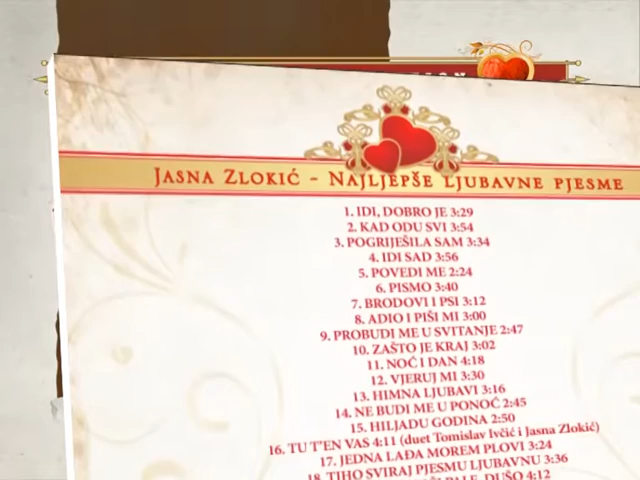 JASNA ZLOKIĆ - NAJLJEPŠE LJUBAVNE PJESME
1. IDI, DOBRO JE 3:29
2. KAD ODU SVI 3:54
3. POGRIJEŠILA SAM 3:34
4. IDI SAD 3:56
5. POVEDI ME 2:24
6. PISMO 3:40
7. BRODOVI I PSI 3:12
8. ADIO I PIŠI MI 3:00
9. PROBUDI ME U SVITANJE 2:47
10. ZAŠTO JE KRAJ 3:02
11. NOĆ I DAN 4:18
12. VJERUJ MI 3:30
13. HIMNA LJUBAVI 3:16
14. NE BUDI ME U PONOĆ 2:45
15. HILJADU GODINA 2:50
16. TU T'EN VAS 4:11 (duet Tomislav Ivčić i Jasna Zlokić)
17. JEDNA LAĐA MOREM PLOVI 3:24
18. TIHO SVIRAJ PJESMU LJUBAVNU 3:36
DUŠO 4:12